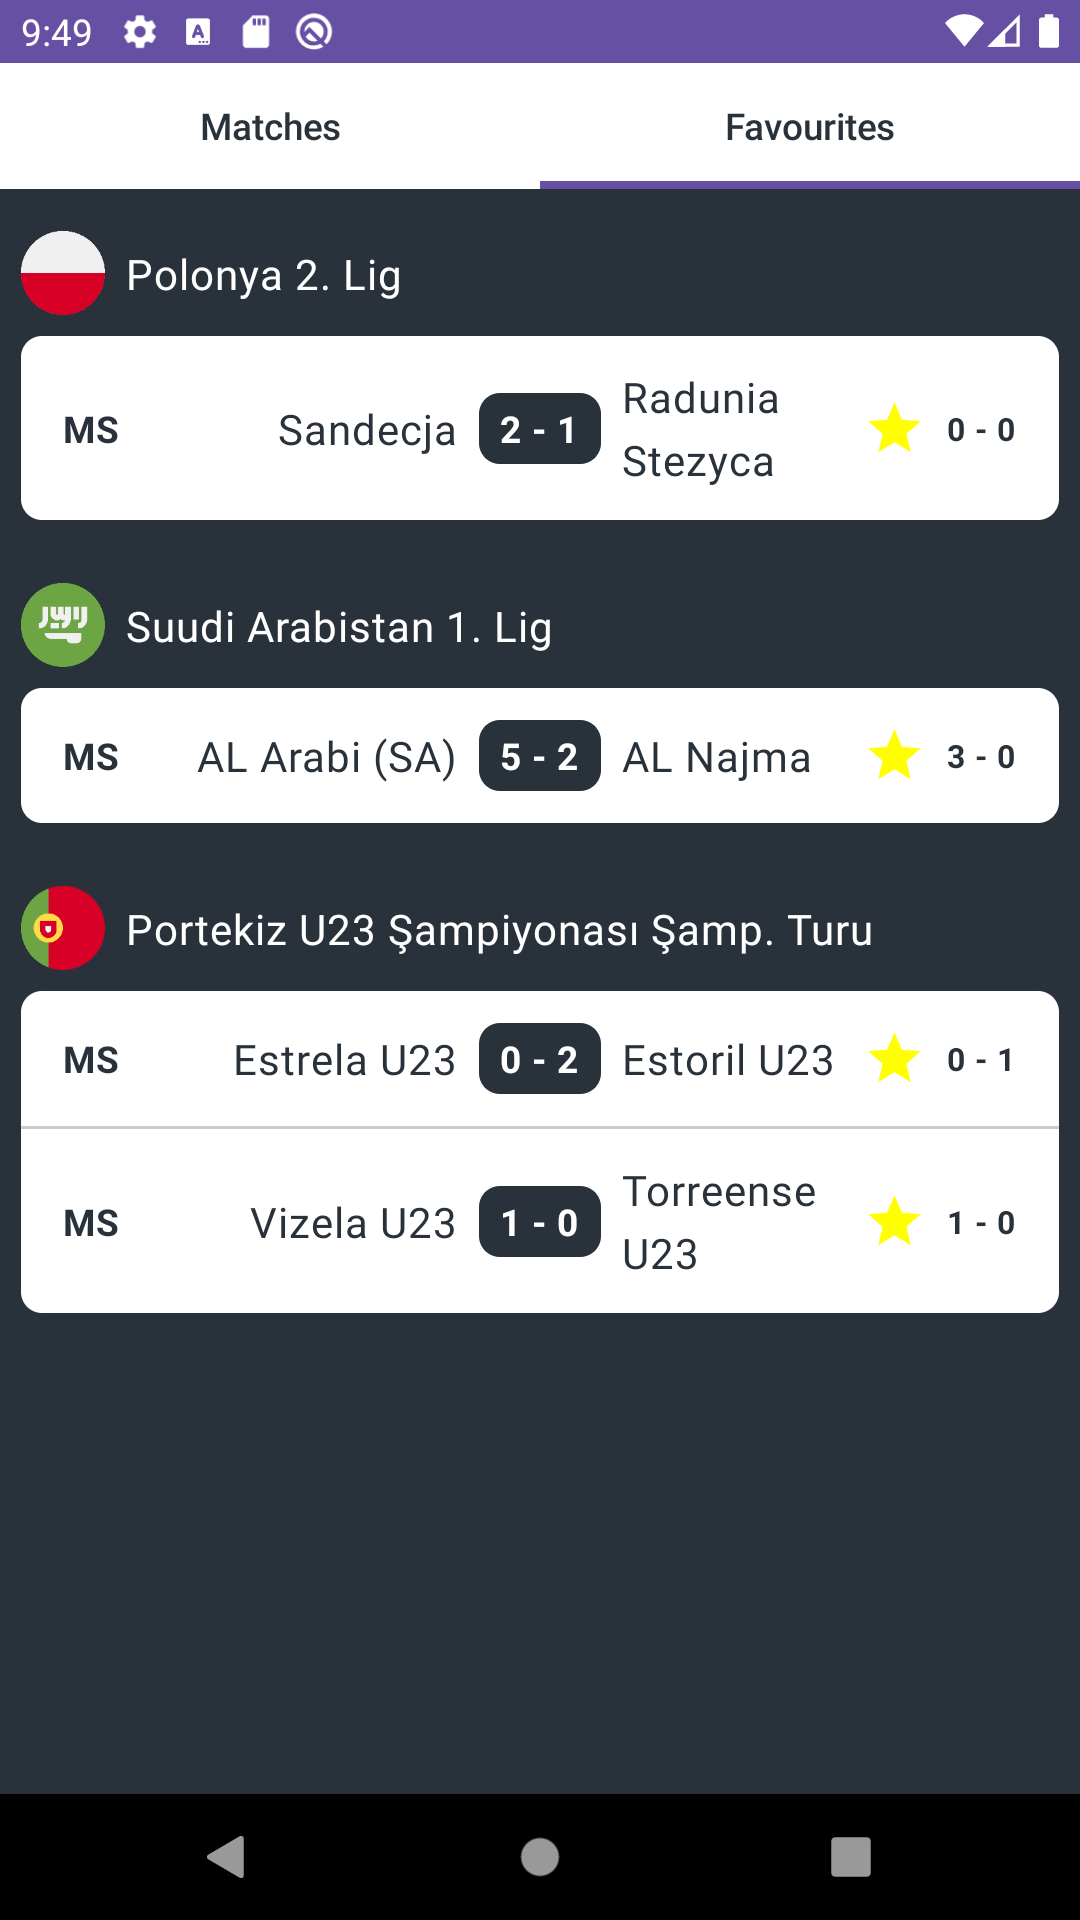 9:49
Matches
Favourites
Polonya 2. Lig
MS Sandecja 2 - 1 Radunia Stezyca 0 - 0
Suudi Arabistan 1. Lig
MS AL Arabi (SA) 5 - 2 AL Najma 3 - 0
Portekiz U23 Şampiyonası Şamp. Turu
MS Estrela U23 0 - 2 Estoril U23 0 - 1
MS Vizela U23 1 - 0 Torreense U23 1 - 0